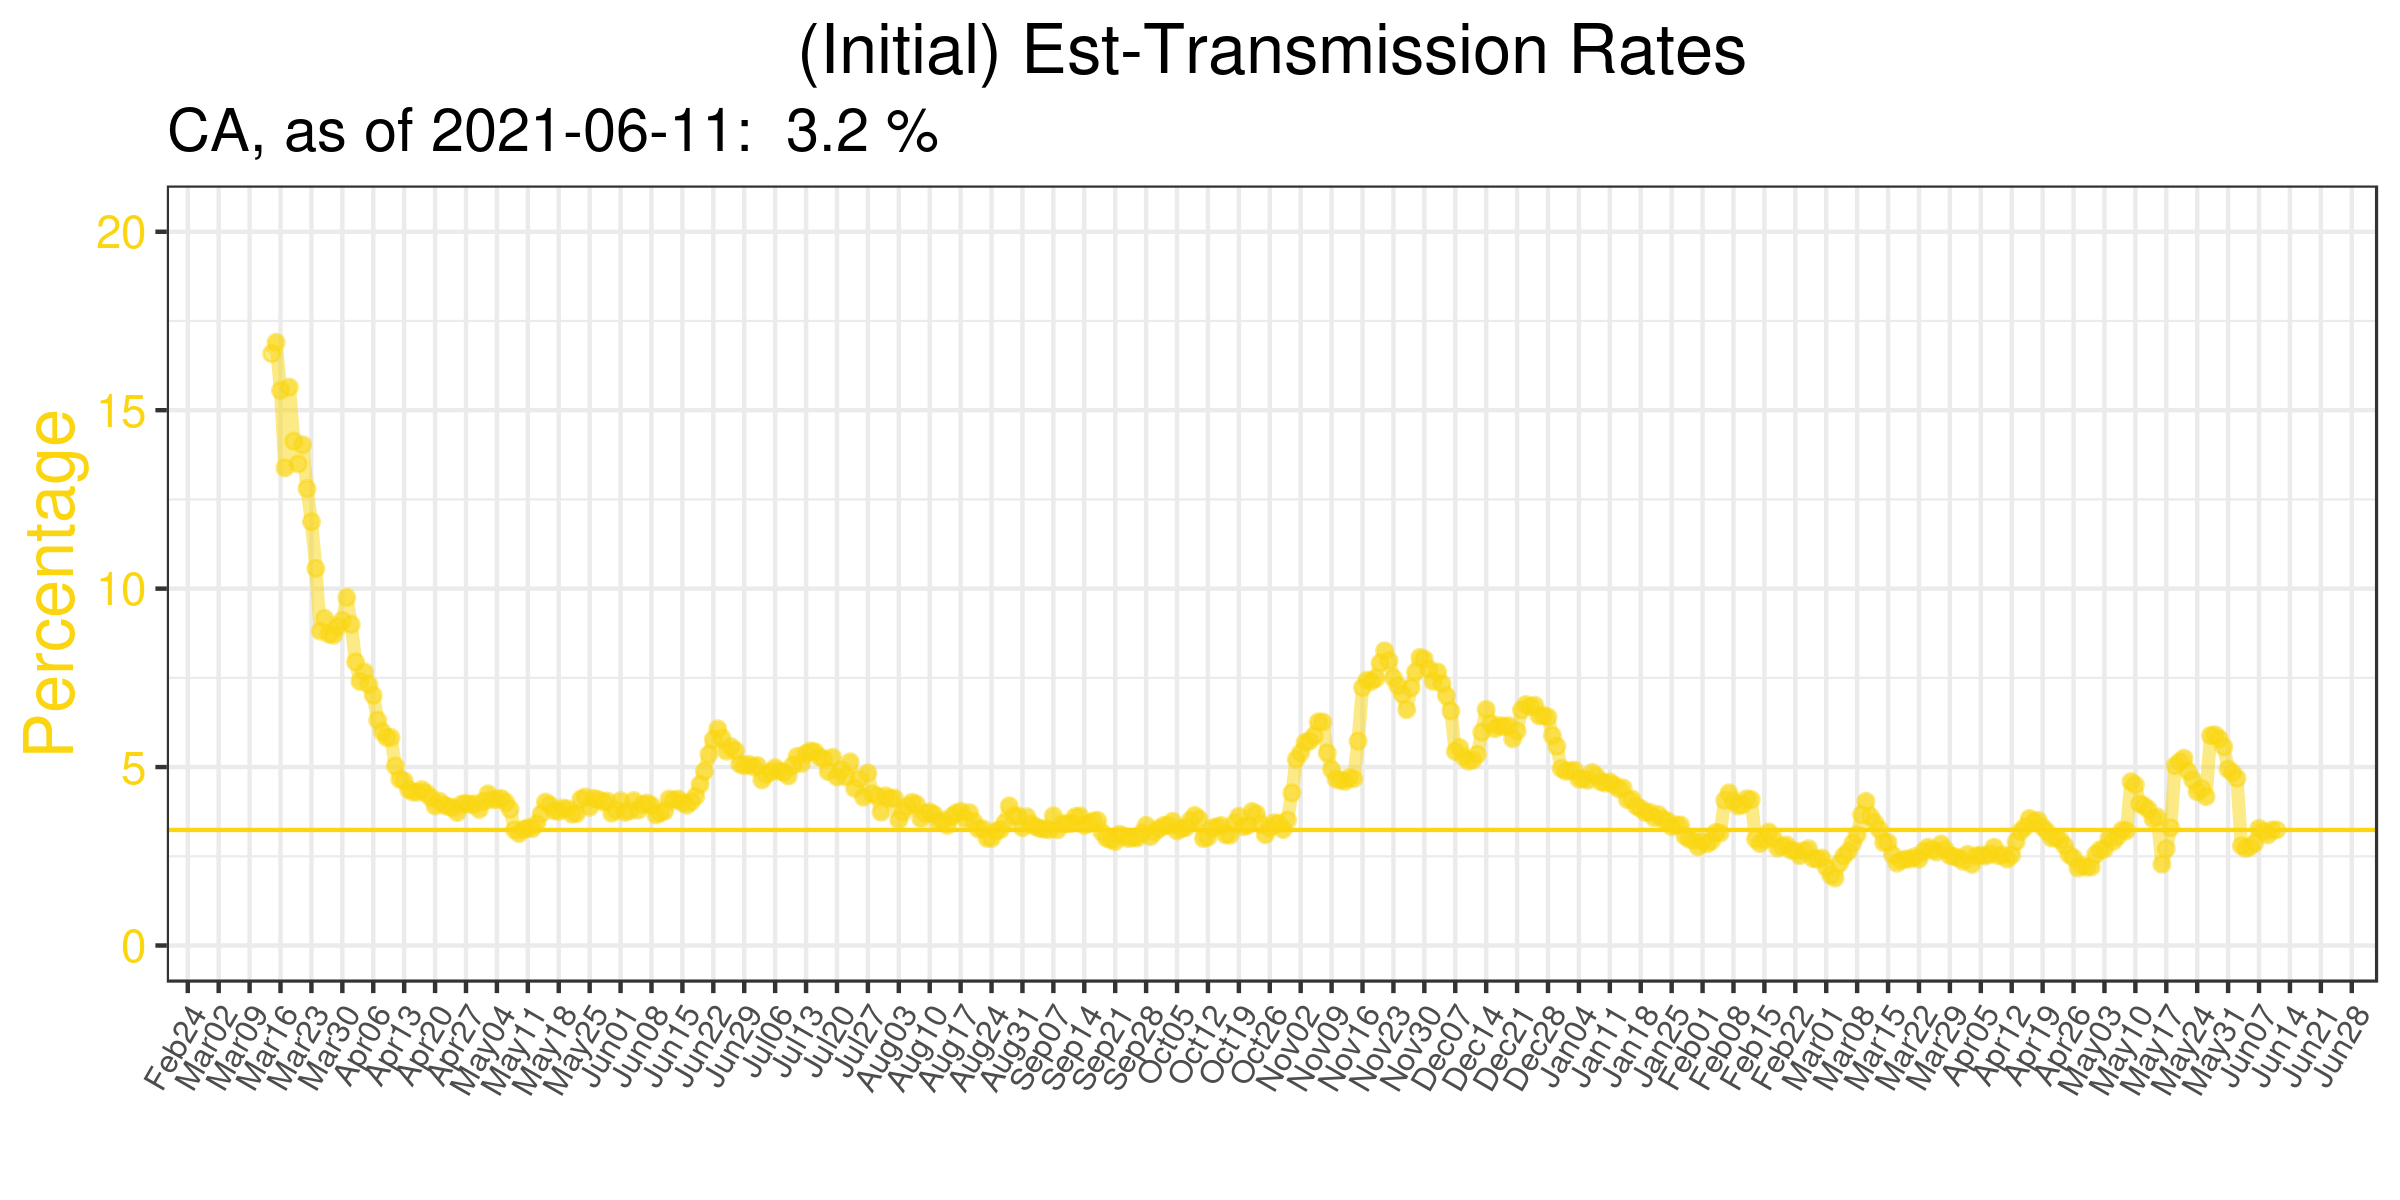 (Initial) Est-Transmission Rates
CA, as of 2021-06-11:  3.2 %
Percentage
20
15
10
5
0
Feb24
Mar02
Mar09
Mar16
Mar23
Mar30
Apr06
Apr13
Apr20
Apr27
May04
May11
May18
May25
Jun01
Jun08
Jun15
Jun22
Jun29
Jul06
Jul13
Jul20
Jul27
Aug03
Aug10
Aug17
Aug24
Aug31
Sep07
Sep14
Sep21
Sep28
Oct05
Oct12
Oct19
Oct26
Nov02
Nov09
Nov16
Nov23
Nov30
Dec07
Dec14
Dec21
Dec28
Jan04
Jan11
Jan18
Jan25
Feb01
Feb08
Feb15
Feb22
Mar01
Mar08
Mar15
Mar22
Mar29
Apr05
Apr12
Apr19
Apr26
May03
May10
May17
May24
May31
Jun07
Jun14
Jun21
Jun28